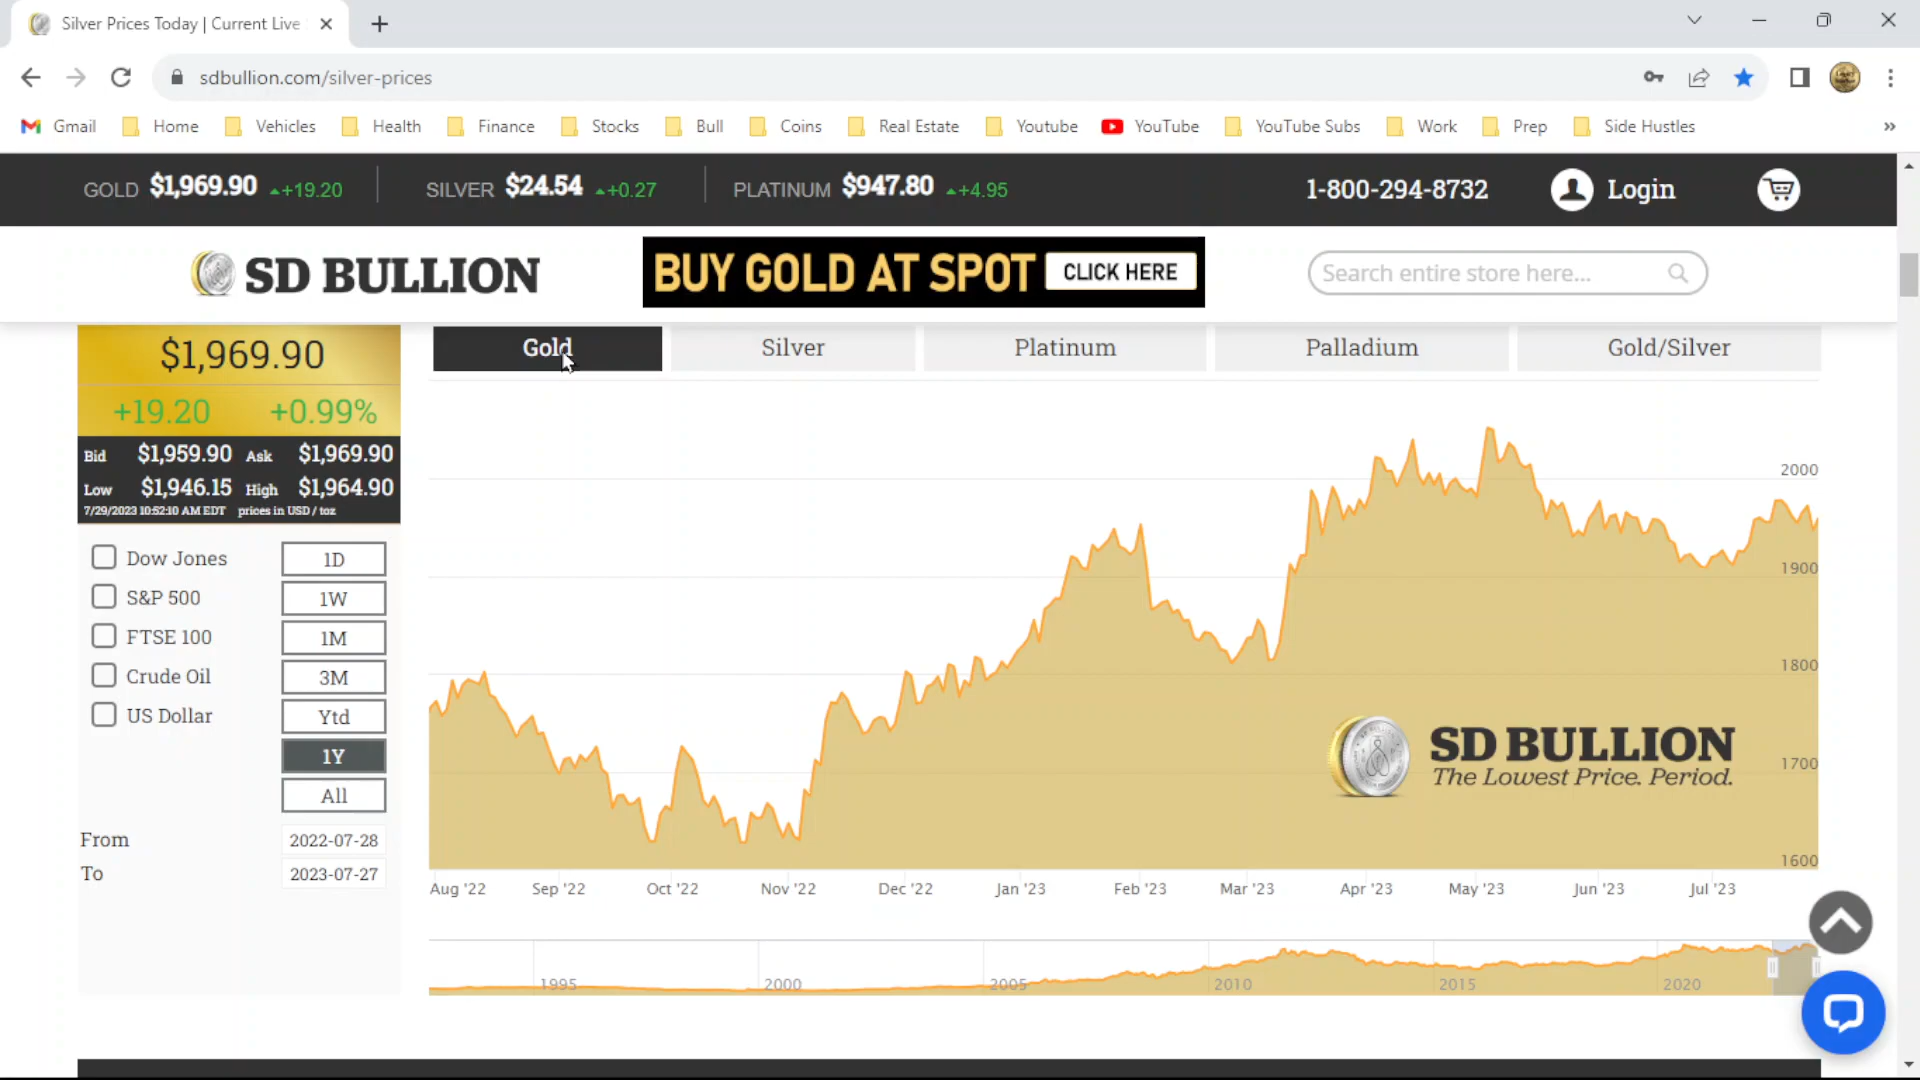 Silver Prices Today | Current Live
sdbullion.com/silver-prices
Gmail Home Vehicles Health Finance Stocks Bull Coins Real Estate Youtube YouTube YouTube Subs Work Prep Side Hustles »
GOLD $1,969.90 +19.20 SILVER $24.54 +0.27 PLATINUM $947.80 +4.95 1-800-294-8732 Login
SD BULLION BUY GOLD AT SPOT CLICK HERE Search entire store here...
$1,969.90 Gold Silver Platinum Palladium Gold/Silver
+19.20 +0.99%
Bid $1,959.90 Ask $1,969.90
Low $1,946.15 High $1,964.90
7/29/2023 10:52:10 AM EDT prices in USD / toz
Dow Jones 1D
S&P 500 1W
FTSE 100 1M
Crude Oil 3M
US Dollar Ytd
1Y
All
From 2022-07-28
To 2023-07-27
2000
1900
1800
1700
1600
SD BULLION
The Lowest Price. Period.
Aug '22 Sep '22 Oct '22 Nov '22 Dec '22 Jan '23 Feb '23 Mar '23 Apr '23 May '23 Jun '23 Jul '23
1995 2000 2005 2010 2015 2020